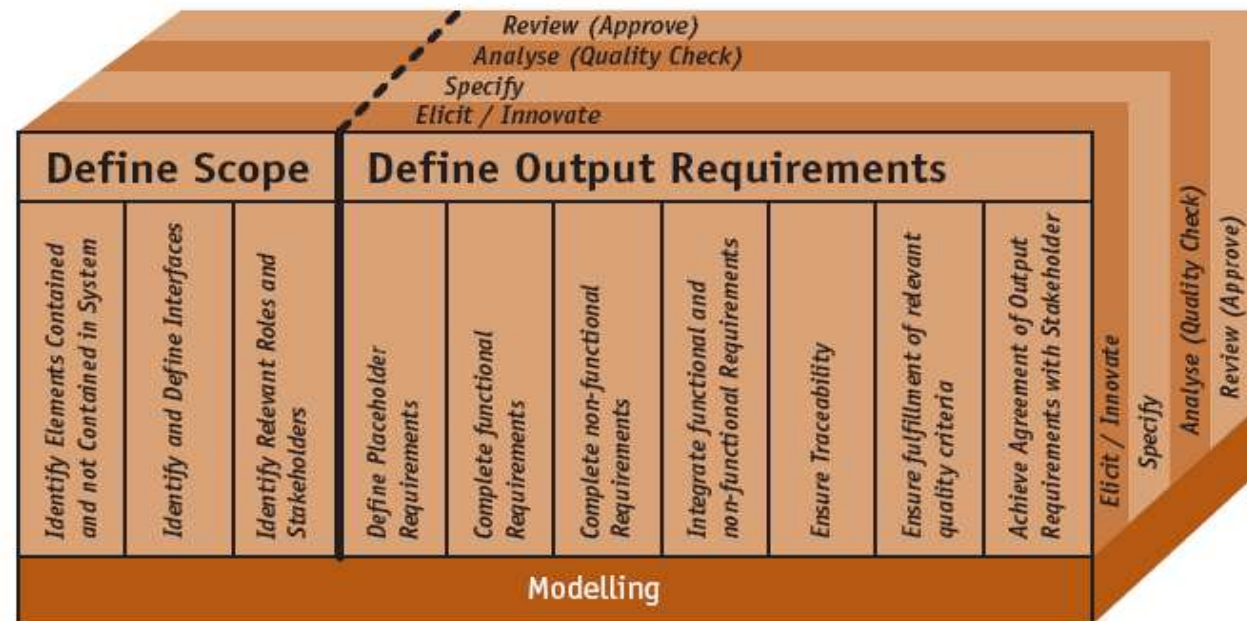 Review (Approve)
Analyse (Quality Check)
Specify
Elicit / Innovate
Define Scope
Define Output Requirements
Identify Elements Contained
and not Contained in System
Identify and Define Interfaces
Identify Relevant Roles and
Stakeholders
Define Placeholder
Requirements
Complete functional
Requirements
Complete non-functional
Requirements
Integrate functional and
non-functional Requirements
Ensure Traceability
Ensure fulfillment of relevant
quality criteria
Achieve Agreement of Output
Requirements with Stakeholder
Elicit / Innovate
Specify
Analyse (Quality Check)
Review (Approve)
Modelling